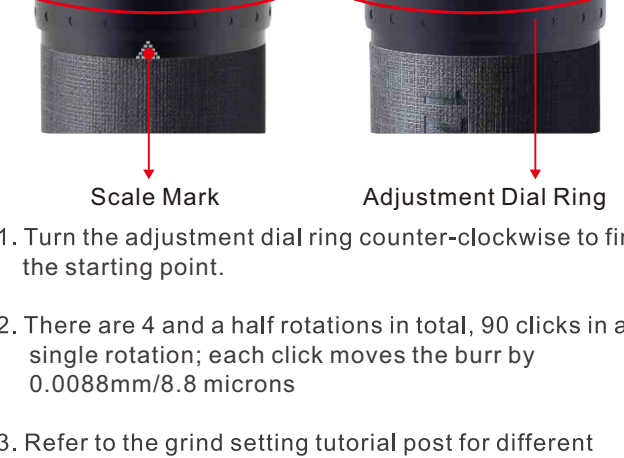 Scale Mark
Adjustment Dial Ring
1. Turn the adjustment dial ring counter-clockwise to
the starting point.
2. There are 4 and a half rotations in total, 90 clicks in a
single rotation; each click moves the burr by
0.0088mm/8.8 microns
3. Refer to the grind setting tutorial post for different